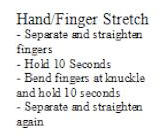 Hand/Finger Stretch
- Separate and straighten
fingers
- Hold 10 Seconds
- Bend fingers at knuckle
and hold 10 seconds
- Separate and straighten
again